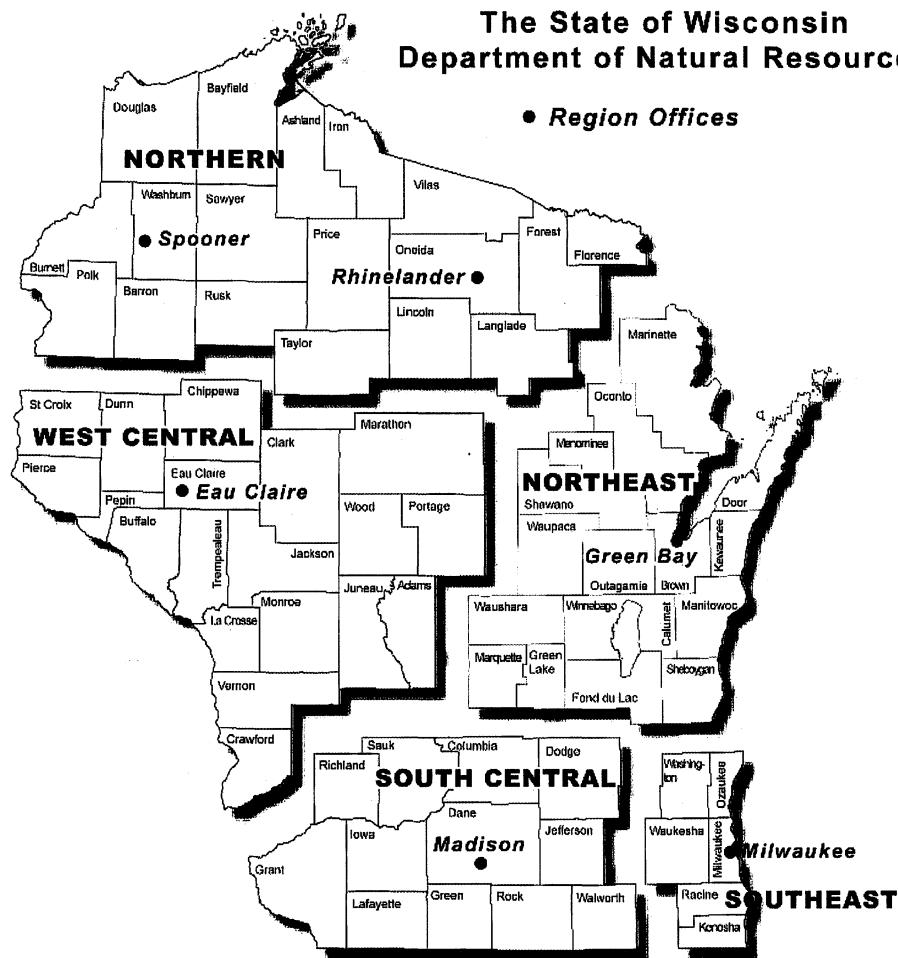 The State of Wisconsin
Department of Natural Resource
Region Offices
Bayfield
Douglas
Ashland
Iron
NORTHERN
Vilas
Washburn
Sawyer
Price
Forest
Spooner
Oneida
Florence
Burnett
Polk
Rhinelander
Barron
Rusk
Lincoln
Langlade
Taylor
Marinette
Chippewa
St Croix
Dunn
Oconto
WEST CENTRAL
Clark
Marathon
Menominee
Pierce
Eau Claire
Eau Claire
NORTHEAST
Pepin
Buffalo
Wood
Portage
Shawano
Door
Waupaca
Trempealeau
Jackson
Green Bay
Kewaunee
Juneau
Adams
Outagamie
Brown
Monroe
La Crosse
Waushara
Winnebago
Calumet
Manitowoc
Marquette
Green
Lake
Sheboygan
Vernon
Fond du Lac
Crawford
Sauk
Columbia
Dodge
Richland
SOUTH CENTRAL
Washing-
ton
Ozaukee
Dane
Iowa
Jefferson
Waukesha
Madison
Milwaukee
Milwaukee
Grant
Lafayette
Green
Rock
Walworth
Racine
SOUTHEAST
Kenosha